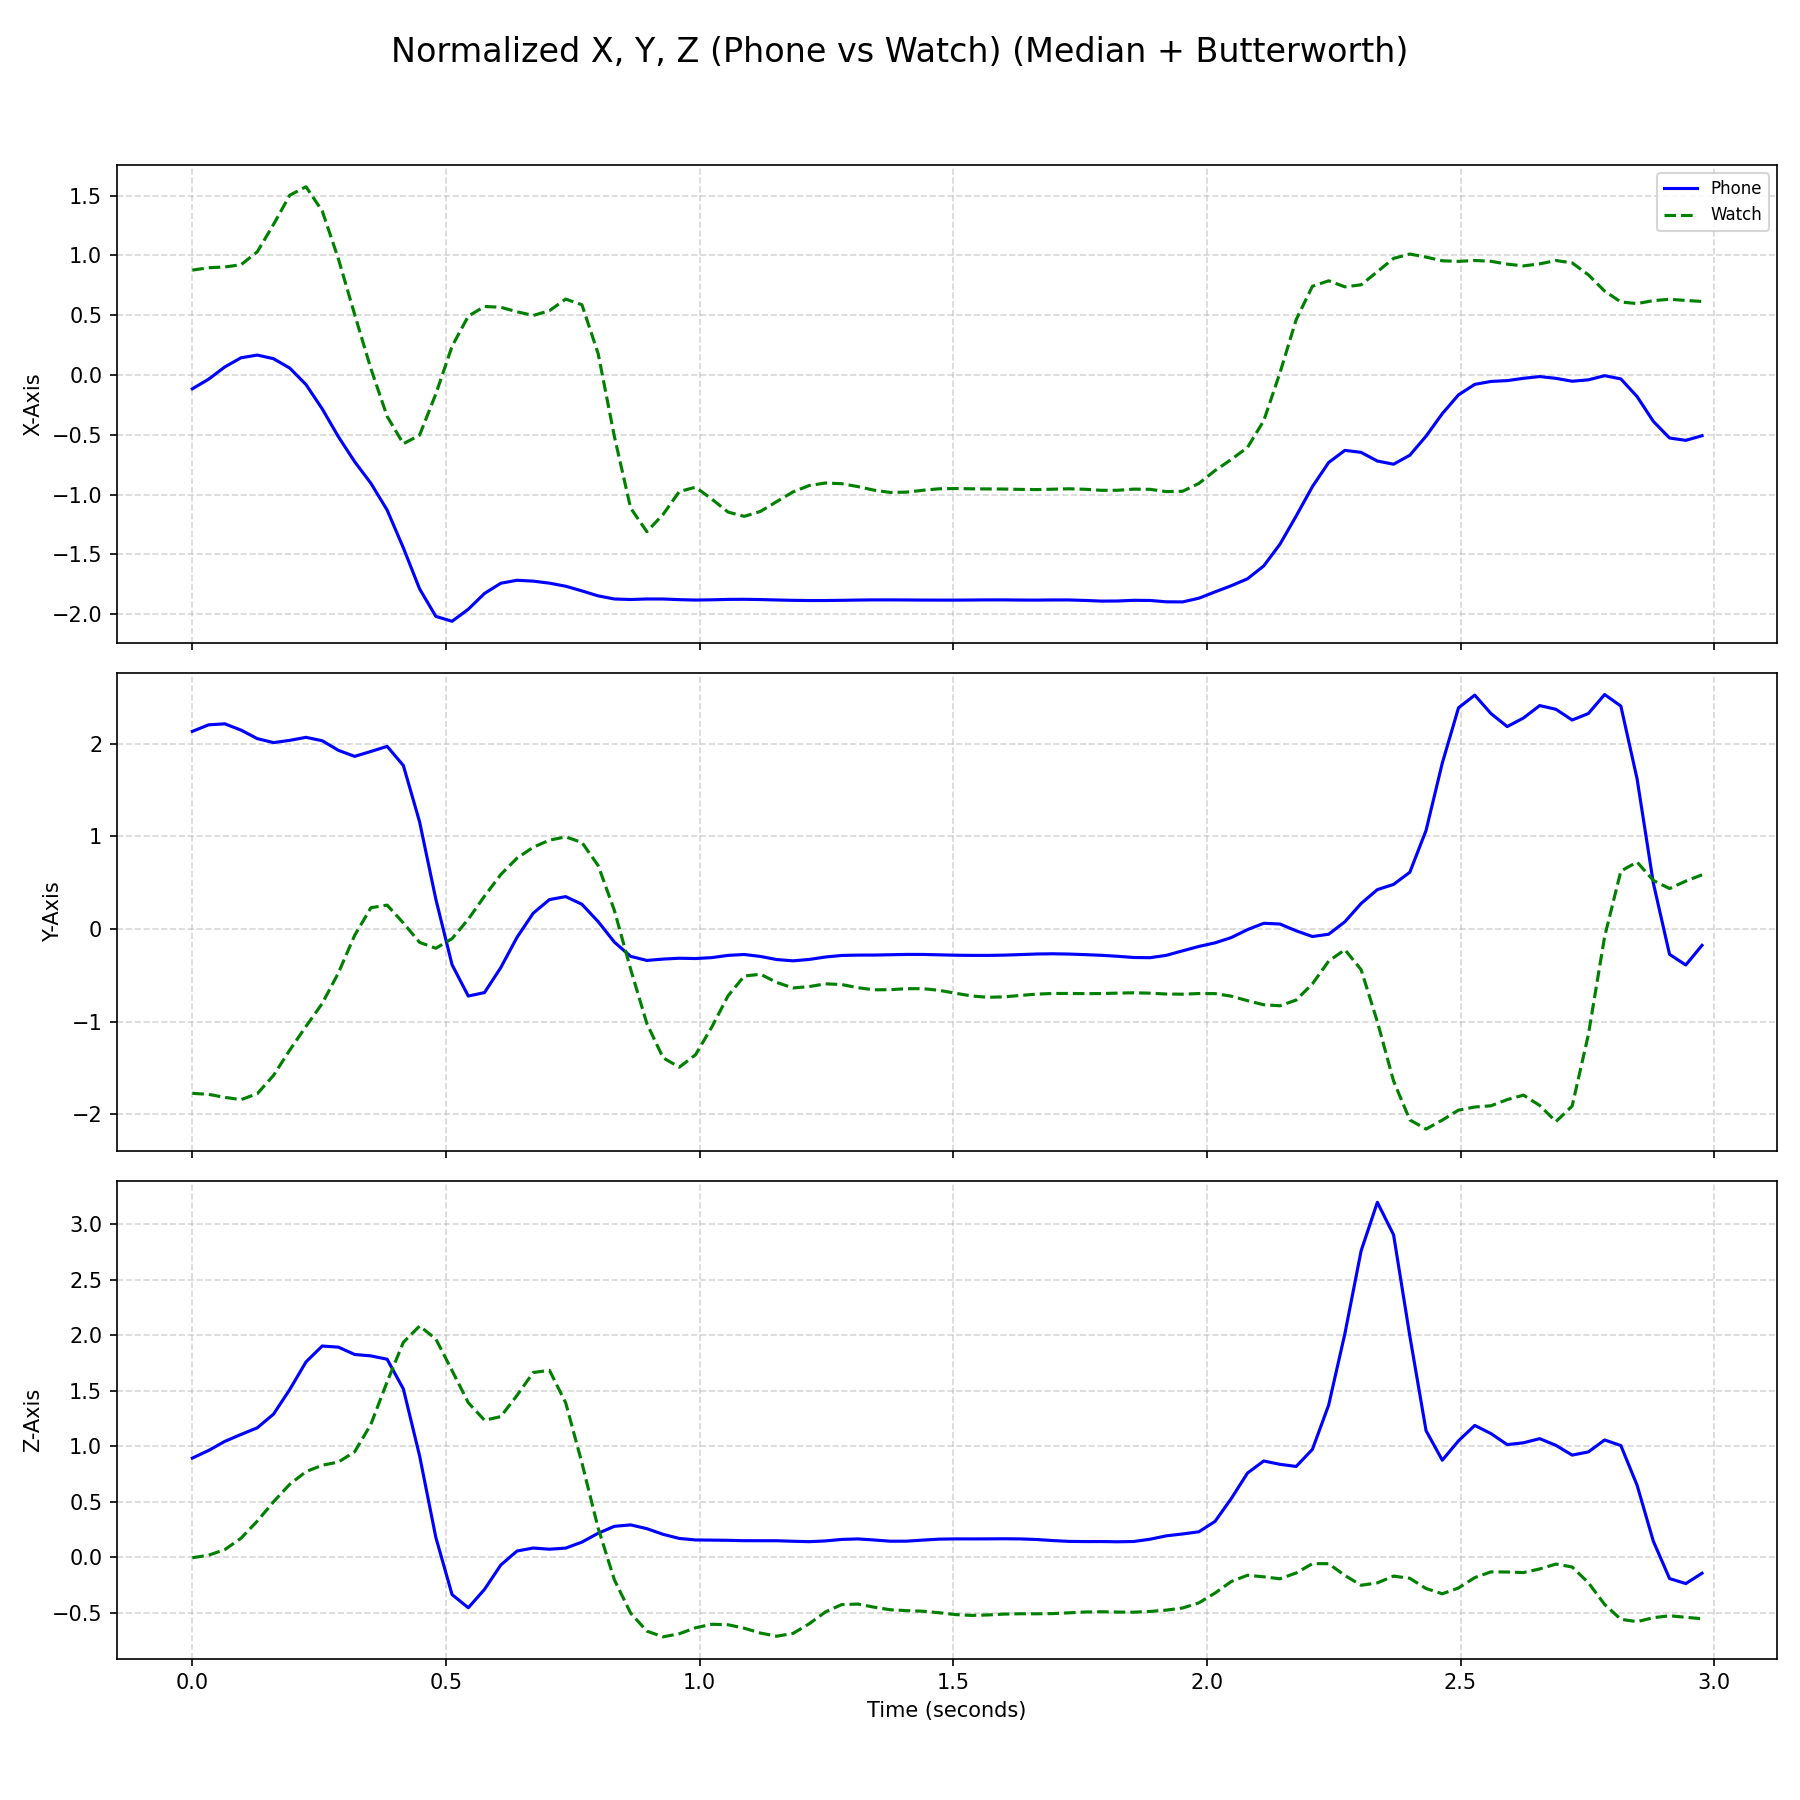 Normalized X, Y, Z (Phone vs Watch) (Median + Butterworth)
Phone
Watch
1.5
1.0
0.5
0.0
−0.5
−1.0
−1.5
−2.0
X-Axis
2
1
0
−1
−2
Y-Axis
3.0
2.5
2.0
1.5
1.0
0.5
0.0
−0.5
Z-Axis
0.0 0.5 1.0 1.5 2.0 2.5 3.0
Time (seconds)